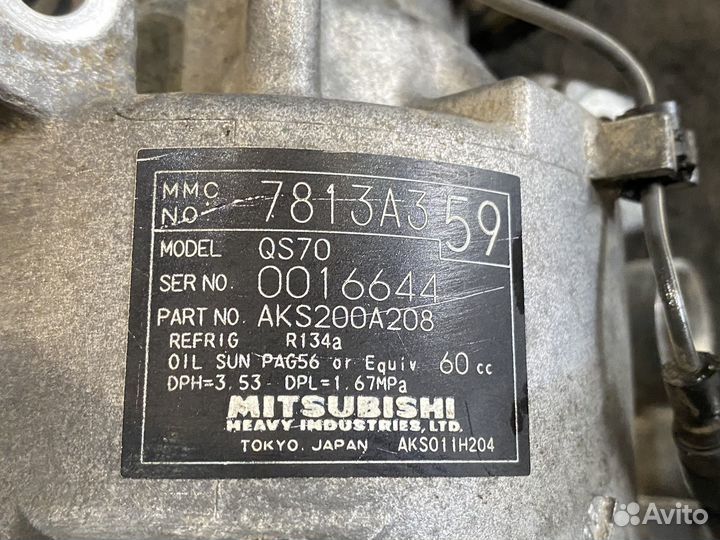 MMC NO. 7813A359
MODEL QS70
SER NO. 0016644
PART NO. AKS200A208
REFRIG R134a
OIL SUN PAG56 or Equiv 60 cc
DPH=3.53 DPL=1.67MPa
MITSUBISHI
HEAVY INDUSTRIES, LTD.
TOKYO, JAPAN AKS011H204
Avito